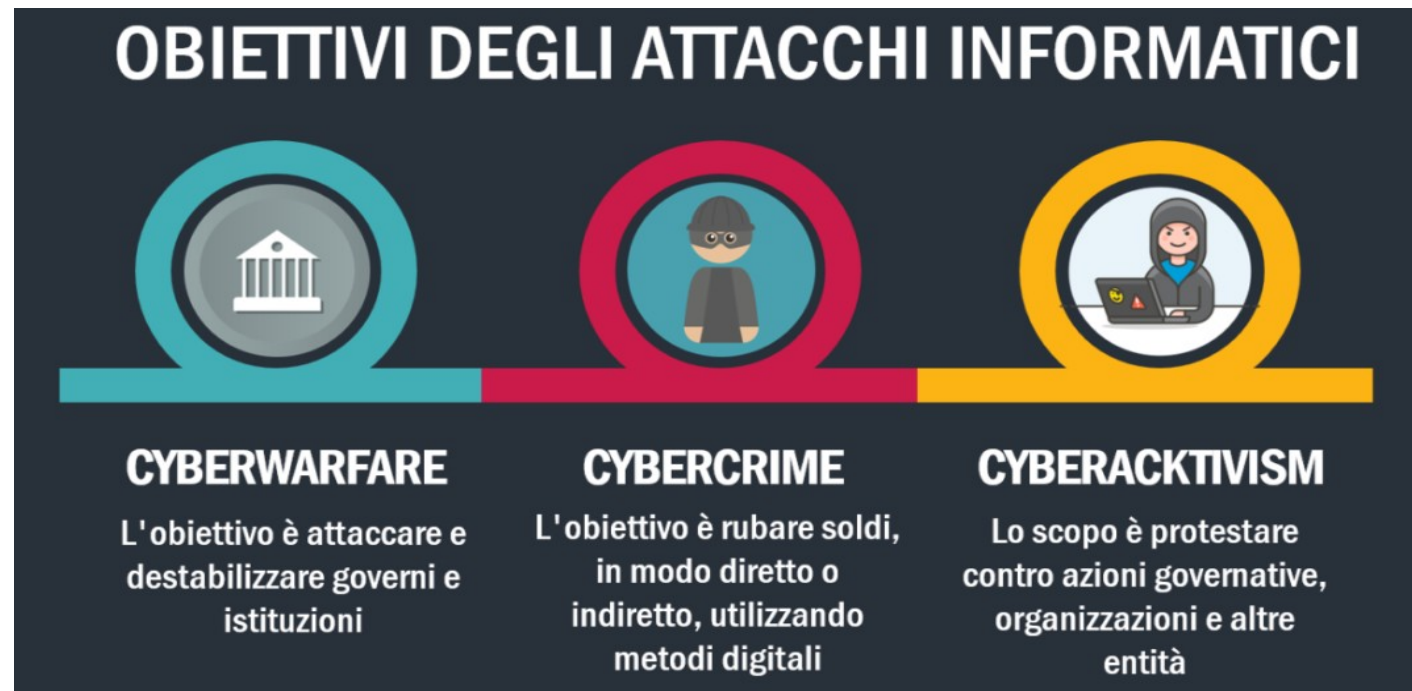 OBIETTIVI DEGLI ATTACCHI INFORMATICI
CYBERWARFARE
L'obiettivo è attaccare e
destabilizzare governi e
istituzioni
CYBERCRIME
L'obiettivo è rubare soldi,
in modo diretto o
indiretto, utilizzando
metodi digitali
CYBERACKTIVISM
Lo scopo è protestare
contro azioni governative,
organizzazioni e altre
entità